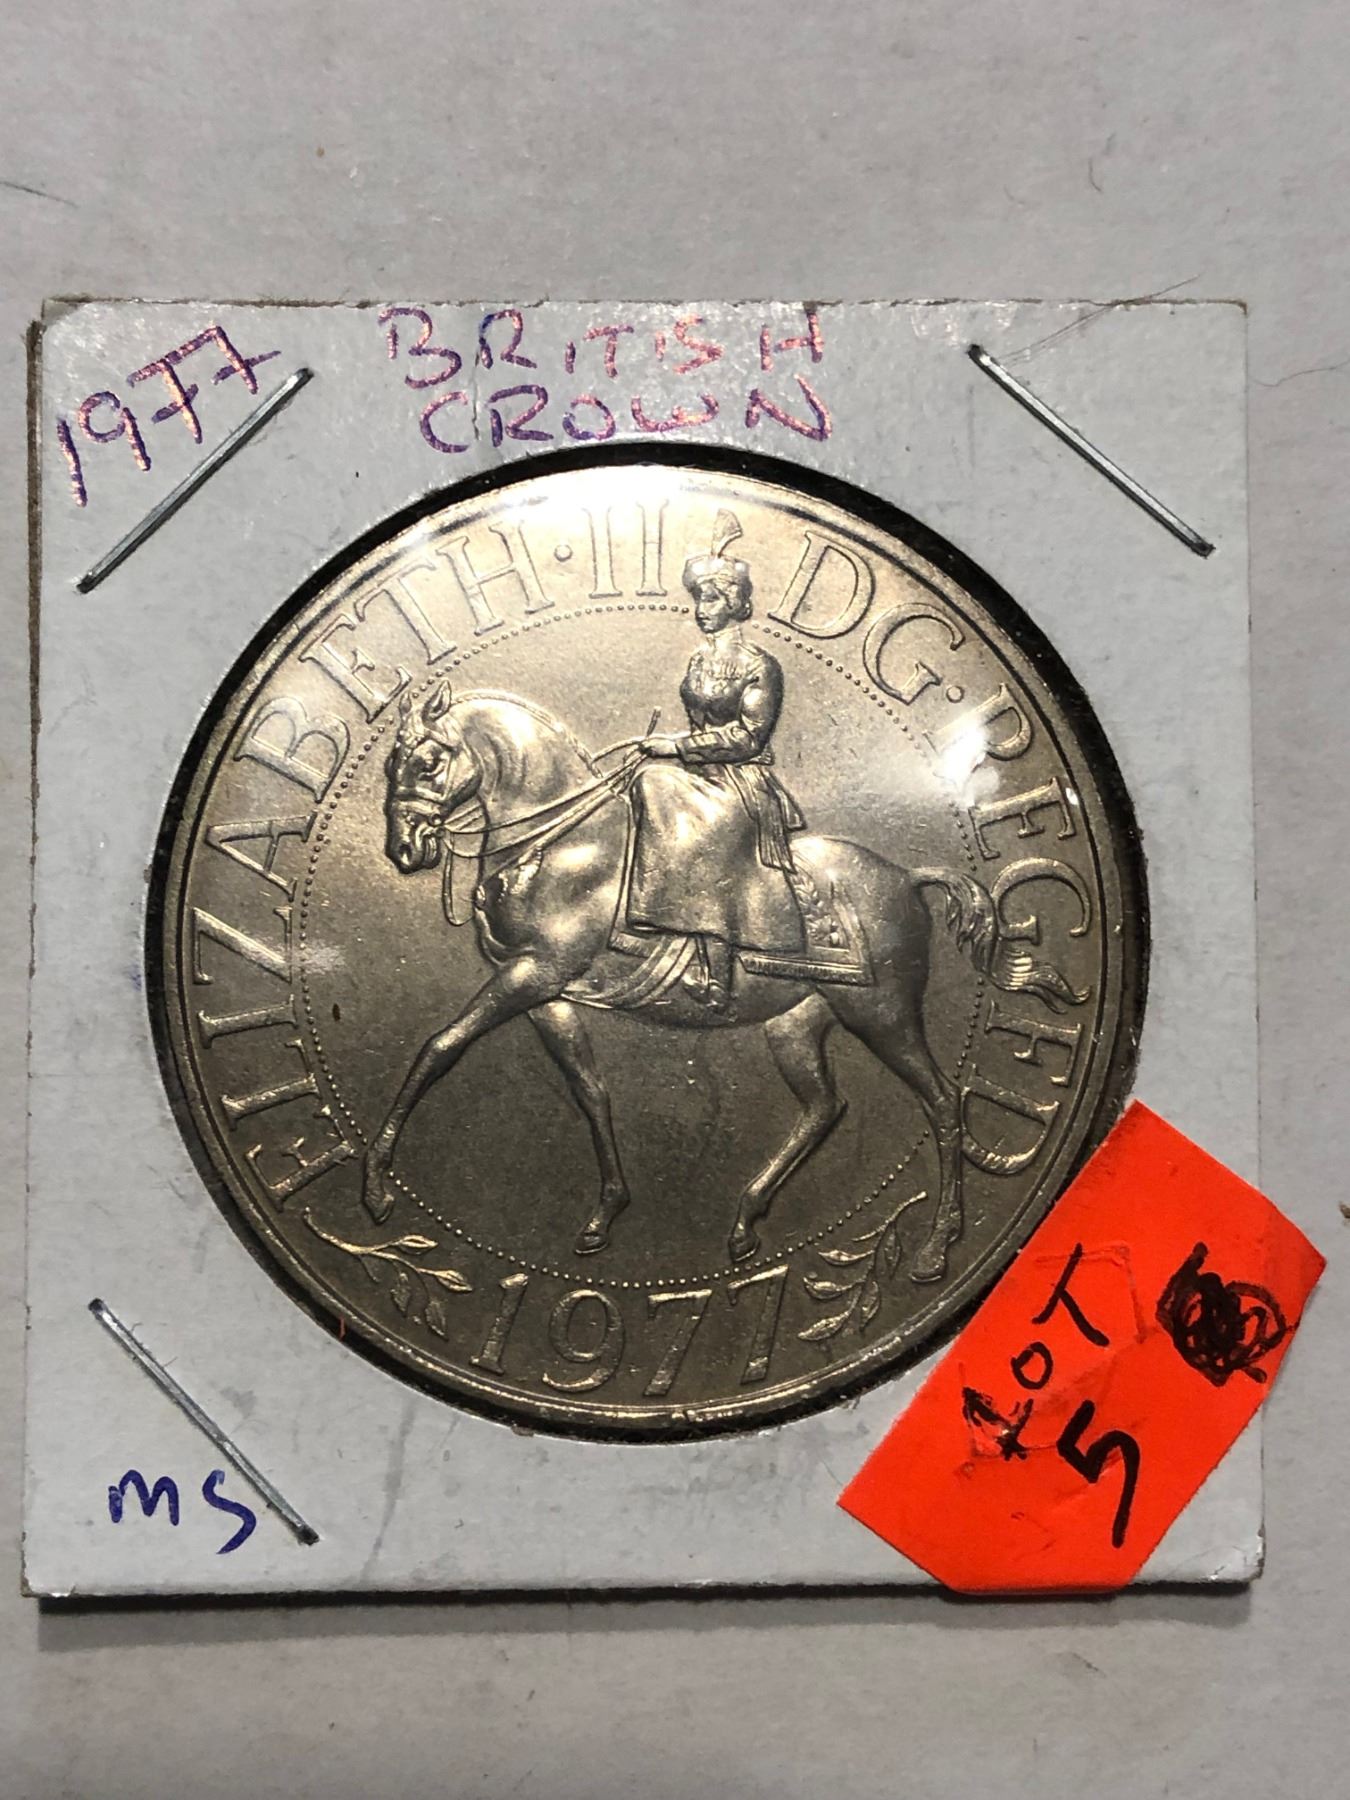 1977
BRITISH
CROWN
ELIZABETH·II DG·REG FD
1977
MS
LOT
5